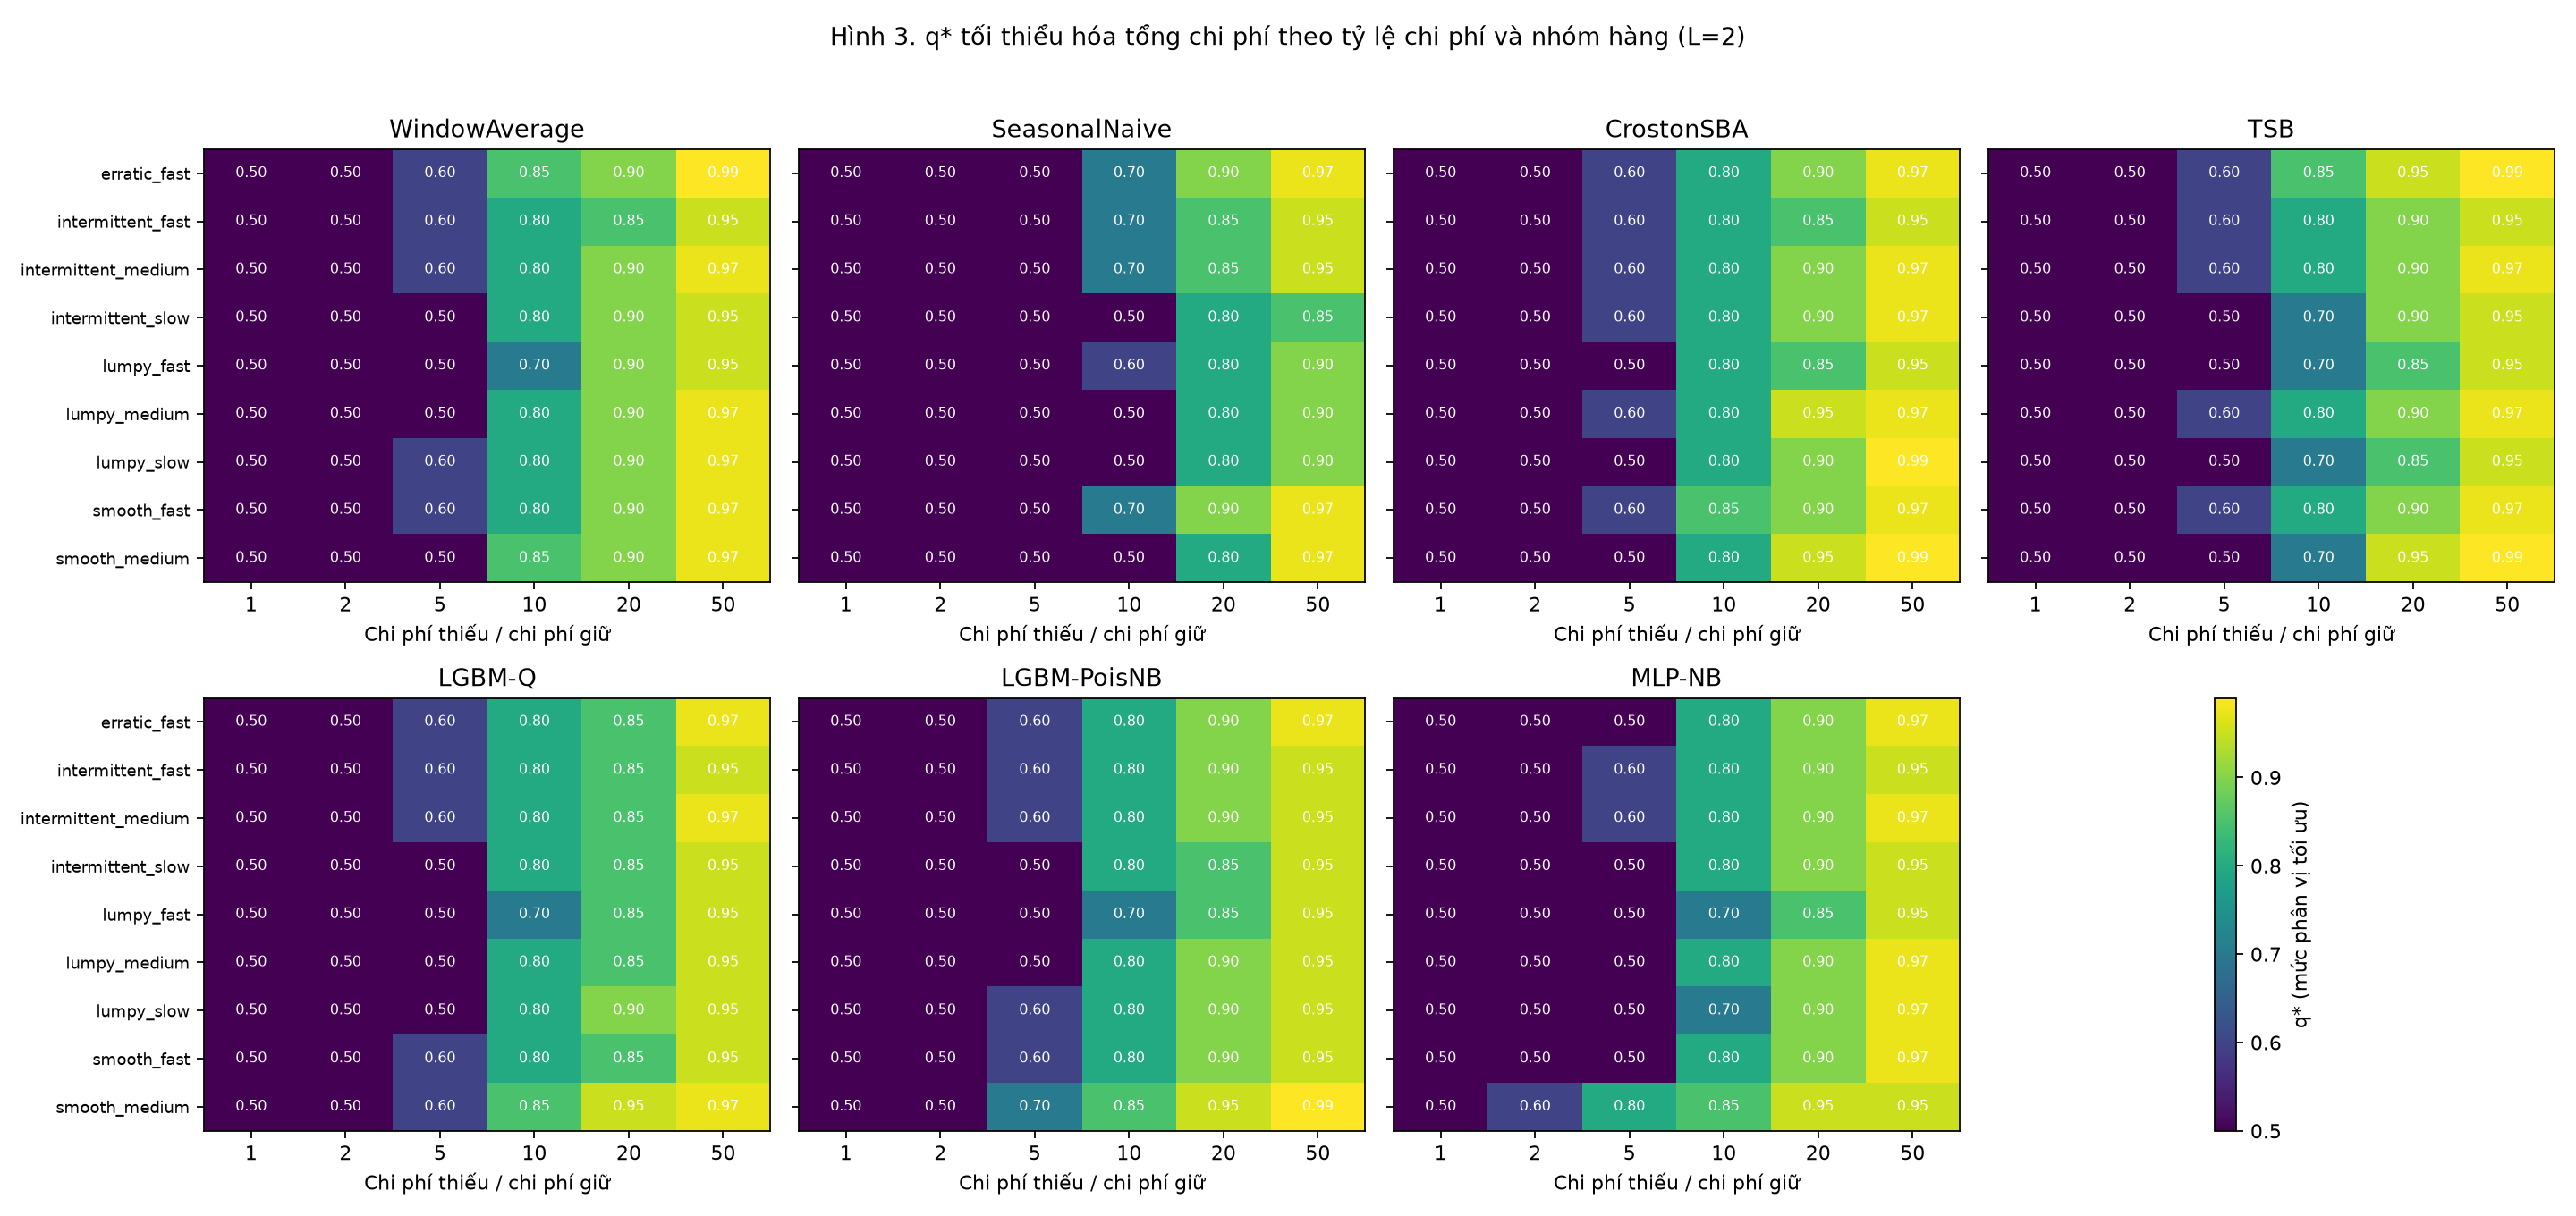 Hình 3. q* tối thiểu hóa tổng chi phí theo tỷ lệ chi phí và nhóm hàng (L=2)
WindowAverage
erratic_fast 0.50 0.50 0.60 0.85 0.90 0.99
intermittent_fast 0.50 0.50 0.60 0.80 0.85 0.95
intermittent_medium 0.50 0.50 0.60 0.80 0.90 0.97
intermittent_slow 0.50 0.50 0.50 0.80 0.90 0.95
lumpy_fast 0.50 0.50 0.50 0.70 0.90 0.95
lumpy_medium 0.50 0.50 0.50 0.80 0.90 0.97
lumpy_slow 0.50 0.50 0.60 0.80 0.90 0.97
smooth_fast 0.50 0.50 0.60 0.80 0.90 0.97
smooth_medium 0.50 0.50 0.50 0.85 0.90 0.97
1 2 5 10 20 50
Chi phí thiếu / chi phí giữ
SeasonalNaive
0.50 0.50 0.50 0.70 0.90 0.97
0.50 0.50 0.50 0.70 0.85 0.95
0.50 0.50 0.50 0.70 0.85 0.95
0.50 0.50 0.50 0.50 0.80 0.85
0.50 0.50 0.50 0.60 0.80 0.90
0.50 0.50 0.50 0.50 0.80 0.90
0.50 0.50 0.50 0.50 0.80 0.90
0.50 0.50 0.50 0.70 0.90 0.97
0.50 0.50 0.50 0.50 0.80 0.97
1 2 5 10 20 50
Chi phí thiếu / chi phí giữ
CrostonSBA
0.50 0.50 0.60 0.80 0.90 0.97
0.50 0.50 0.60 0.80 0.85 0.95
0.50 0.50 0.60 0.80 0.90 0.97
0.50 0.50 0.60 0.80 0.90 0.97
0.50 0.50 0.50 0.80 0.85 0.95
0.50 0.50 0.60 0.80 0.95 0.97
0.50 0.50 0.50 0.80 0.90 0.99
0.50 0.50 0.60 0.85 0.90 0.97
0.50 0.50 0.50 0.80 0.95 0.99
1 2 5 10 20 50
Chi phí thiếu / chi phí giữ
TSB
0.50 0.50 0.60 0.85 0.95 0.99
0.50 0.50 0.60 0.80 0.90 0.95
0.50 0.50 0.60 0.80 0.90 0.97
0.50 0.50 0.50 0.70 0.90 0.95
0.50 0.50 0.50 0.70 0.85 0.95
0.50 0.50 0.60 0.80 0.90 0.97
0.50 0.50 0.50 0.70 0.85 0.95
0.50 0.50 0.60 0.80 0.90 0.97
0.50 0.50 0.50 0.70 0.95 0.99
1 2 5 10 20 50
Chi phí thiếu / chi phí giữ
LGBM-Q
erratic_fast 0.50 0.50 0.60 0.80 0.85 0.97
intermittent_fast 0.50 0.50 0.60 0.80 0.85 0.95
intermittent_medium 0.50 0.50 0.60 0.80 0.85 0.97
intermittent_slow 0.50 0.50 0.50 0.80 0.85 0.95
lumpy_fast 0.50 0.50 0.50 0.70 0.85 0.95
lumpy_medium 0.50 0.50 0.50 0.80 0.85 0.95
lumpy_slow 0.50 0.50 0.50 0.80 0.90 0.95
smooth_fast 0.50 0.50 0.60 0.80 0.85 0.95
smooth_medium 0.50 0.50 0.60 0.85 0.95 0.97
1 2 5 10 20 50
Chi phí thiếu / chi phí giữ
LGBM-PoisNB
0.50 0.50 0.60 0.80 0.90 0.97
0.50 0.50 0.60 0.80 0.90 0.95
0.50 0.50 0.60 0.80 0.90 0.95
0.50 0.50 0.50 0.80 0.85 0.95
0.50 0.50 0.50 0.70 0.85 0.95
0.50 0.50 0.50 0.80 0.90 0.95
0.50 0.50 0.60 0.80 0.90 0.95
0.50 0.50 0.60 0.80 0.90 0.95
0.50 0.50 0.70 0.85 0.95 0.99
1 2 5 10 20 50
Chi phí thiếu / chi phí giữ
MLP-NB
0.50 0.50 0.50 0.80 0.90 0.97
0.50 0.50 0.60 0.80 0.90 0.95
0.50 0.50 0.60 0.80 0.90 0.97
0.50 0.50 0.50 0.80 0.90 0.95
0.50 0.50 0.50 0.70 0.85 0.95
0.50 0.50 0.50 0.80 0.90 0.97
0.50 0.50 0.50 0.70 0.90 0.97
0.50 0.50 0.50 0.80 0.90 0.97
0.50 0.60 0.80 0.85 0.95 0.95
1 2 5 10 20 50
Chi phí thiếu / chi phí giữ
0.9
0.8
0.7
0.6
0.5
q* (mức phân vị tối ưu)